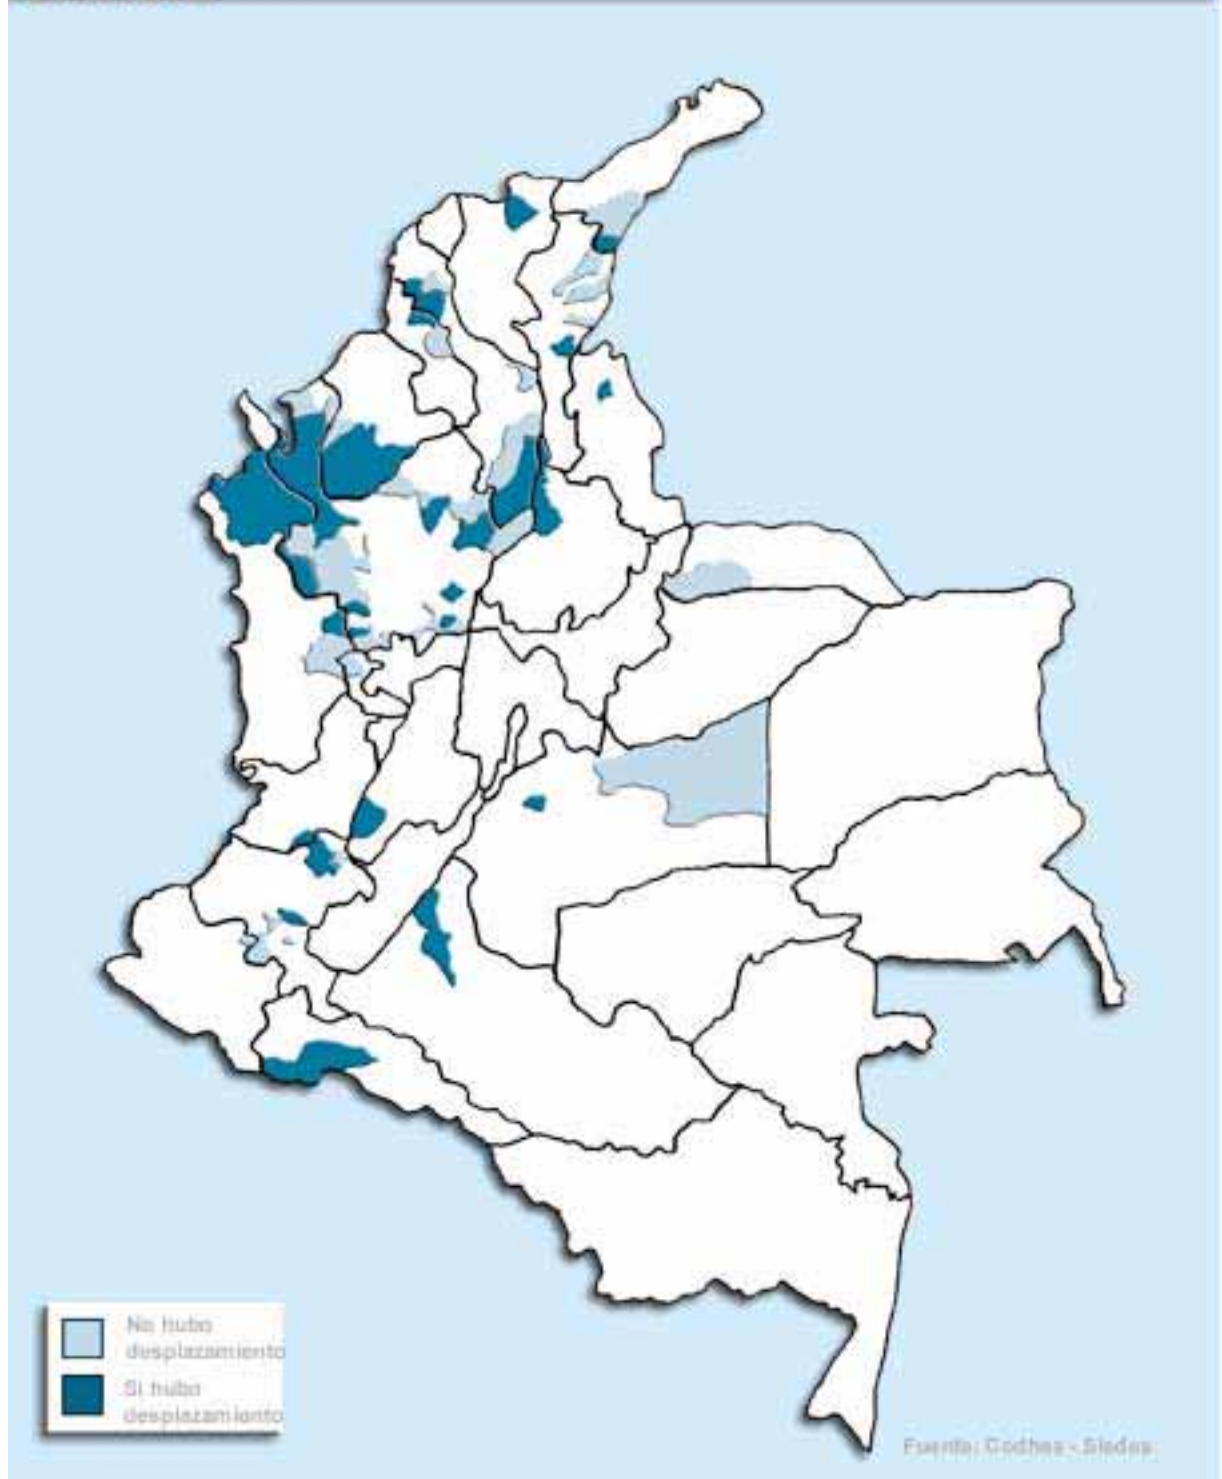 No hubo
desplazamiento
Si hubo
desplazamiento
Fuente: Codhes - Sisdes